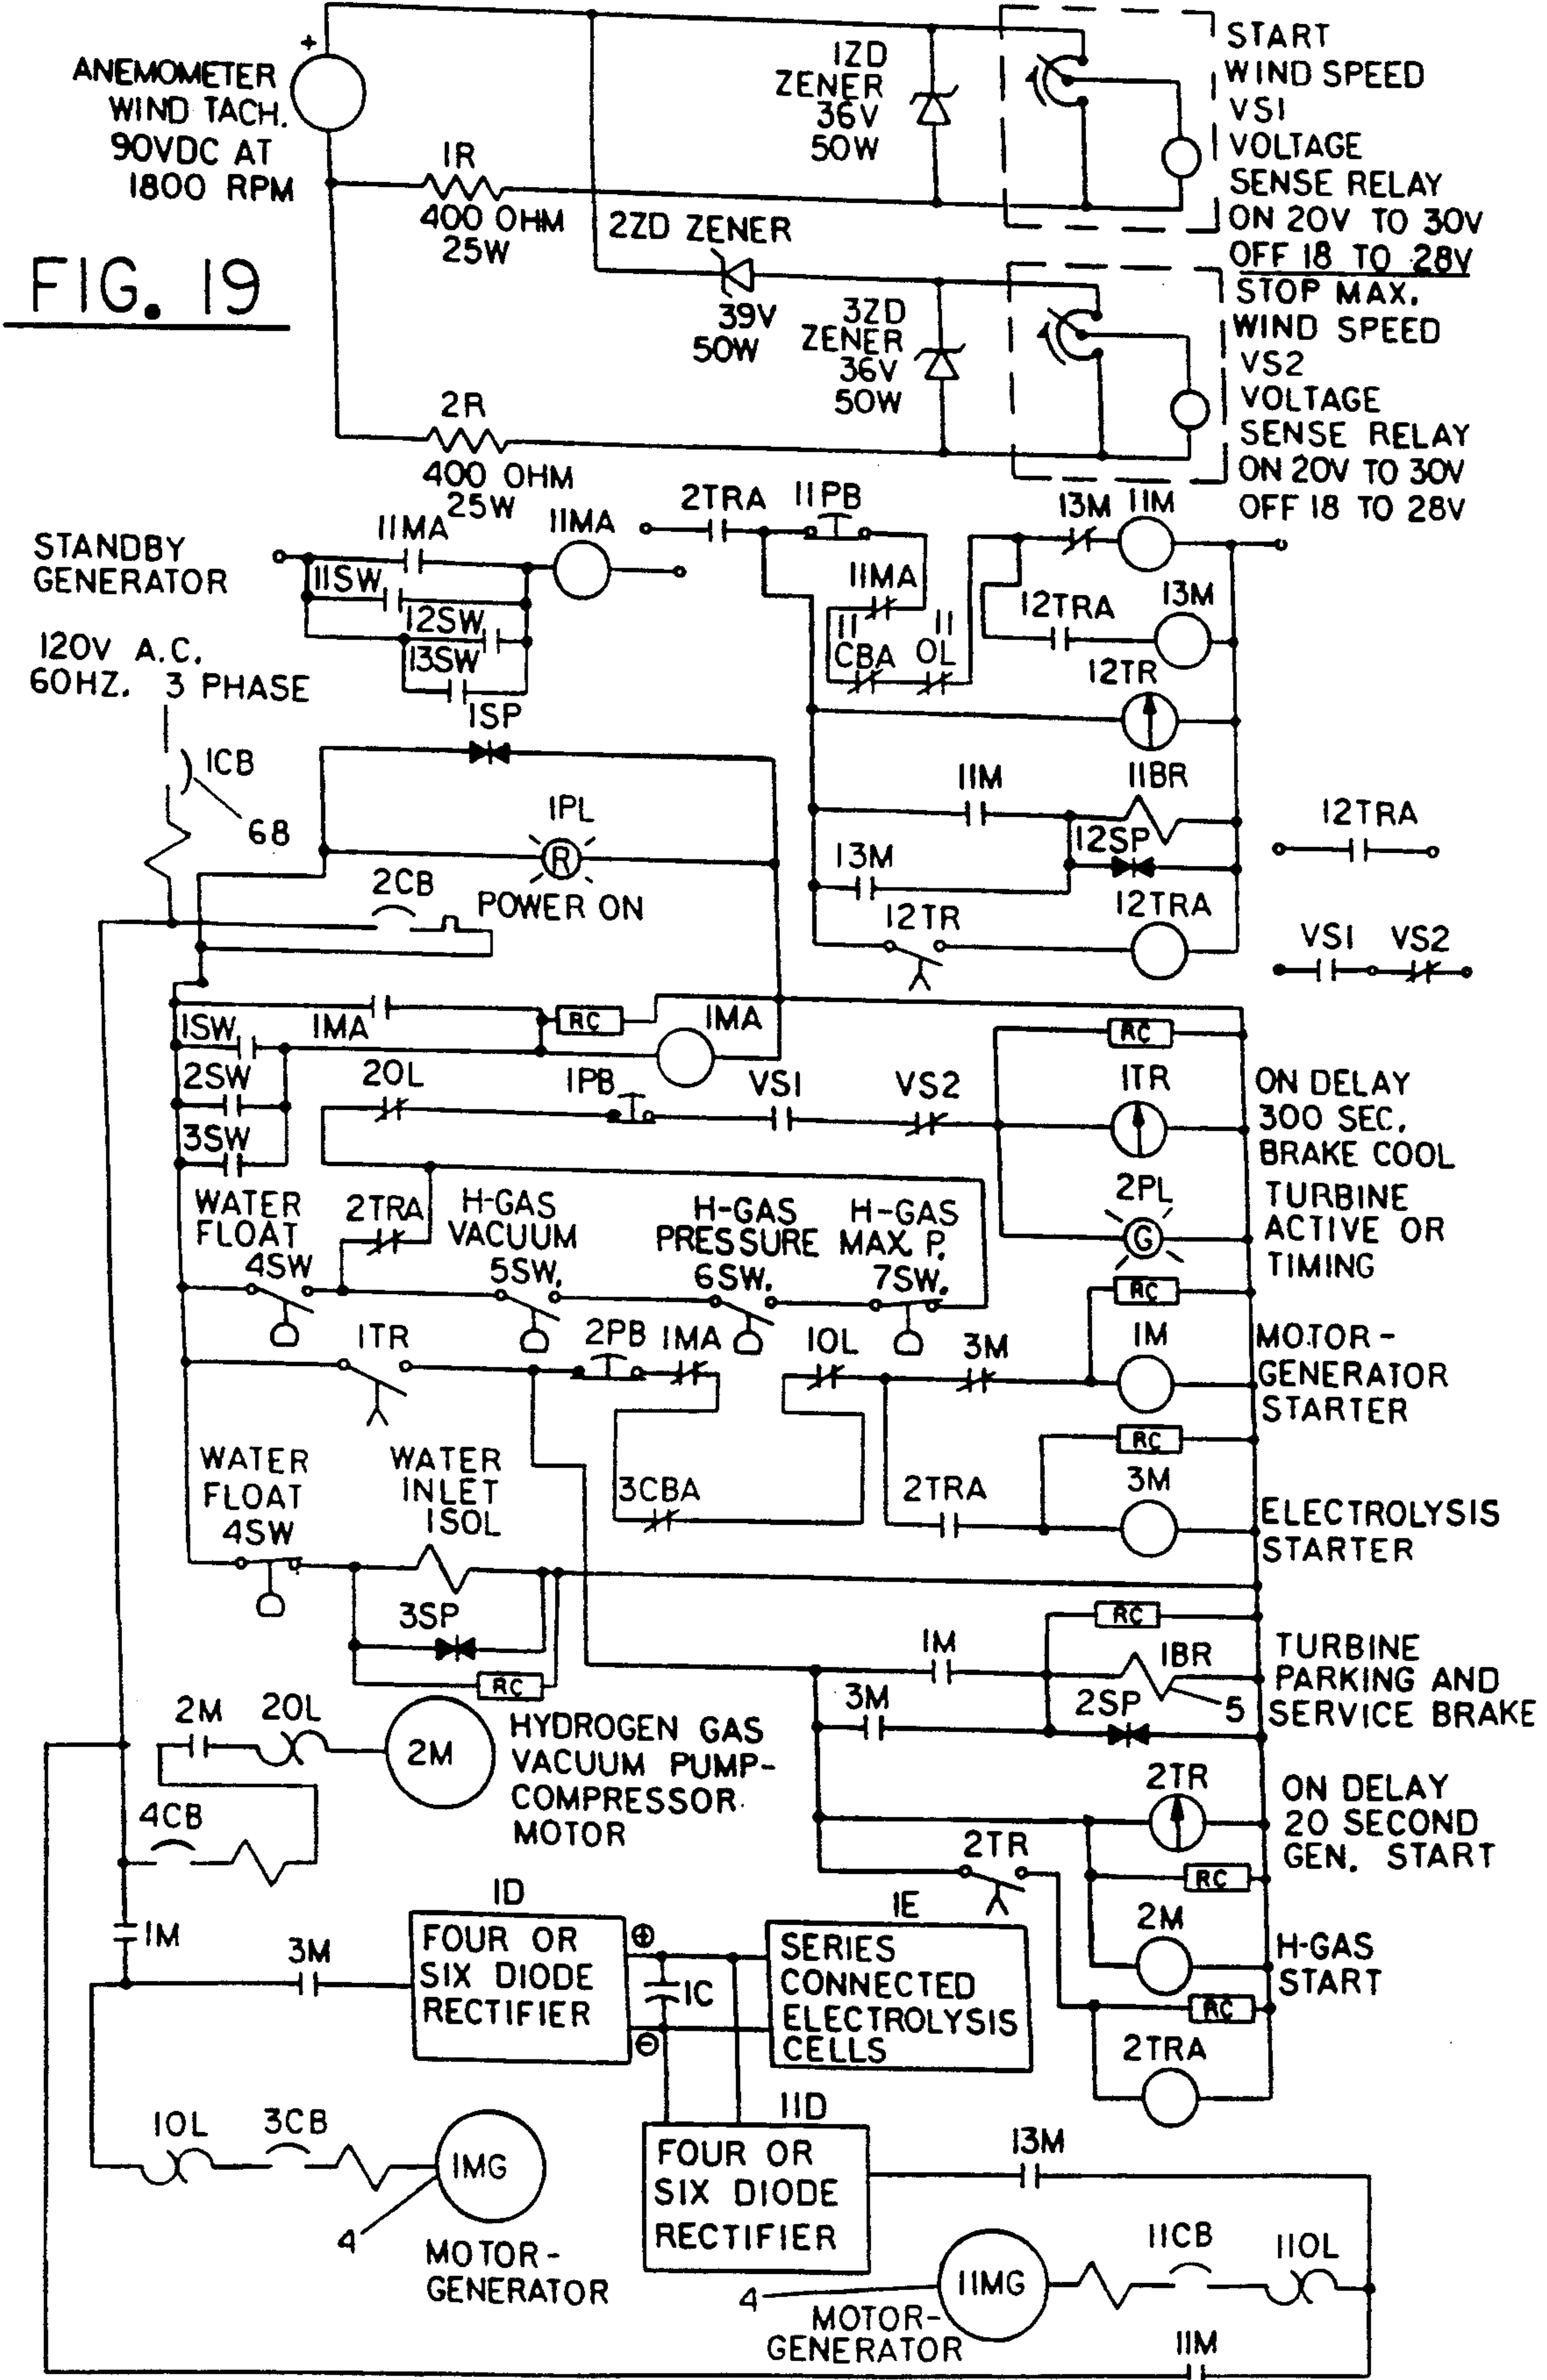 ANEMOMETER
WIND TACH.
90VDC AT
1800 RPM
+
1R
400 OHM
25W
1ZD
ZENER
36V
50W
START
WIND SPEED
VS1
VOLTAGE
SENSE RELAY
ON 20V TO 30V
OFF 18 TO 28V
FIG. 19
2ZD ZENER
39V
50W
3ZD
ZENER
36V
50W
STOP MAX.
WIND SPEED
VS2
VOLTAGE
SENSE RELAY
ON 20V TO 30V
OFF 18 TO 28V
2R
400 OHM
25W
STANDBY
GENERATOR
11MA
11MA
11SW
12SW
13SW
2TRA
11PB
11MA
11
CBA
11
OL
13M
11M
12TRA
13M
12TR
120V A.C.
60HZ. 3 PHASE
1CB
68
1SP
1PL
R
POWER ON
2CB
11M
11BR
12SP
13M
12TR
12TRA
12TRA
VS1
VS2
1SW
1MA
RC
1MA
2SW
3SW
2OL
1PB
VS1
VS2
RC
1TR
ON DELAY
300 SEC.
BRAKE COOL
2PL
G
TURBINE
ACTIVE OR
TIMING
WATER
FLOAT
4SW
2TRA
H-GAS
VACUUM
5SW.
H-GAS
PRESSURE
6SW.
H-GAS
MAX. P.
7SW.
1TR
2PB
1MA
1OL
3M
RC
1M
MOTOR-
GENERATOR
STARTER
3CBA
2TRA
RC
3M
ELECTROLYSIS
STARTER
WATER
FLOAT
4SW
WATER
INLET
1SOL
3SP
RC
1M
RC
1BR
5
3M
2SP
TURBINE
PARKING AND
SERVICE BRAKE
2M
2OL
2M
HYDROGEN GAS
VACUUM PUMP-
COMPRESSOR
MOTOR
4CB
2TR
ON DELAY
20 SECOND
GEN. START
2TR
RC
2M
H-GAS
START
RC
2TRA
1M
3M
1D
FOUR OR
SIX DIODE
RECTIFIER
⊕
⊖
1C
1E
SERIES
CONNECTED
ELECTROLYSIS
CELLS
1OL
3CB
1MG
4
MOTOR-
GENERATOR
11D
FOUR OR
SIX DIODE
RECTIFIER
13M
11MG
4
MOTOR-
GENERATOR
11CB
11OL
11M